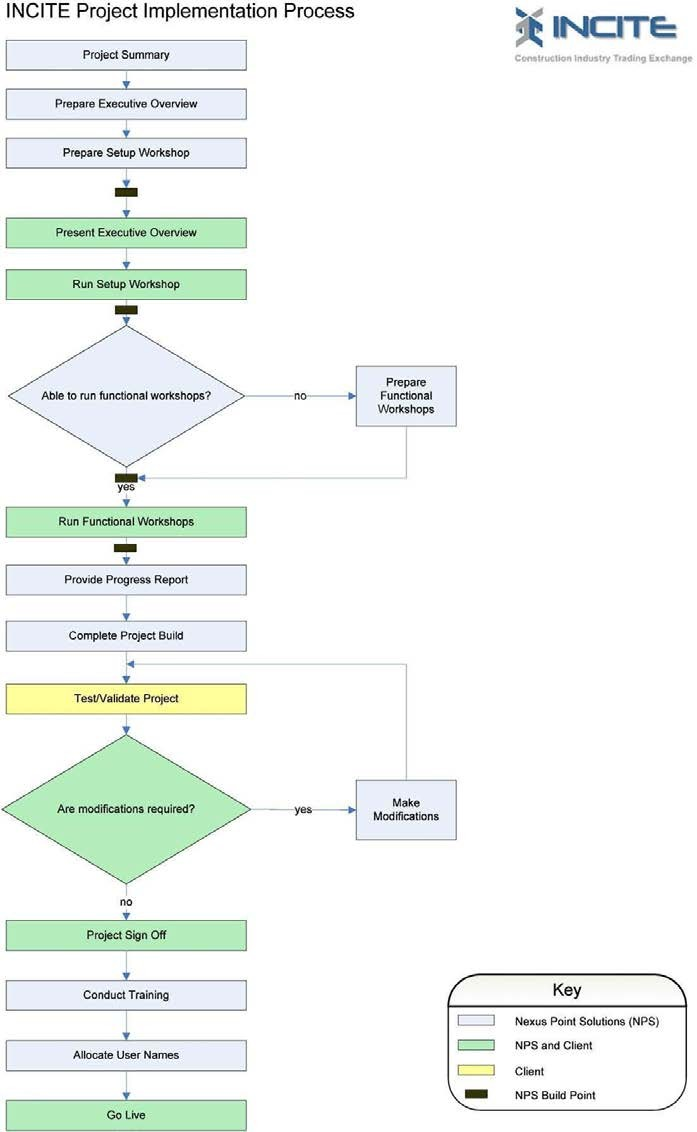 INCITE Project Implementation Process
INCITE
Construction Industry Trading Exchange
Project Summary
Prepare Executive Overview
Prepare Setup Workshop
Present Executive Overview
Run Setup Workshop
Able to run functional workshops?
no
Prepare
Functional
Workshops
yes
Run Functional Workshops
Provide Progress Report
Complete Project Build
Test/Validate Project
Are modifications required?
yes
Make
Modifications
no
Project Sign Off
Conduct Training
Allocate User Names
Go Live
Key
Nexus Point Solutions (NPS)
NPS and Client
Client
NPS Build Point